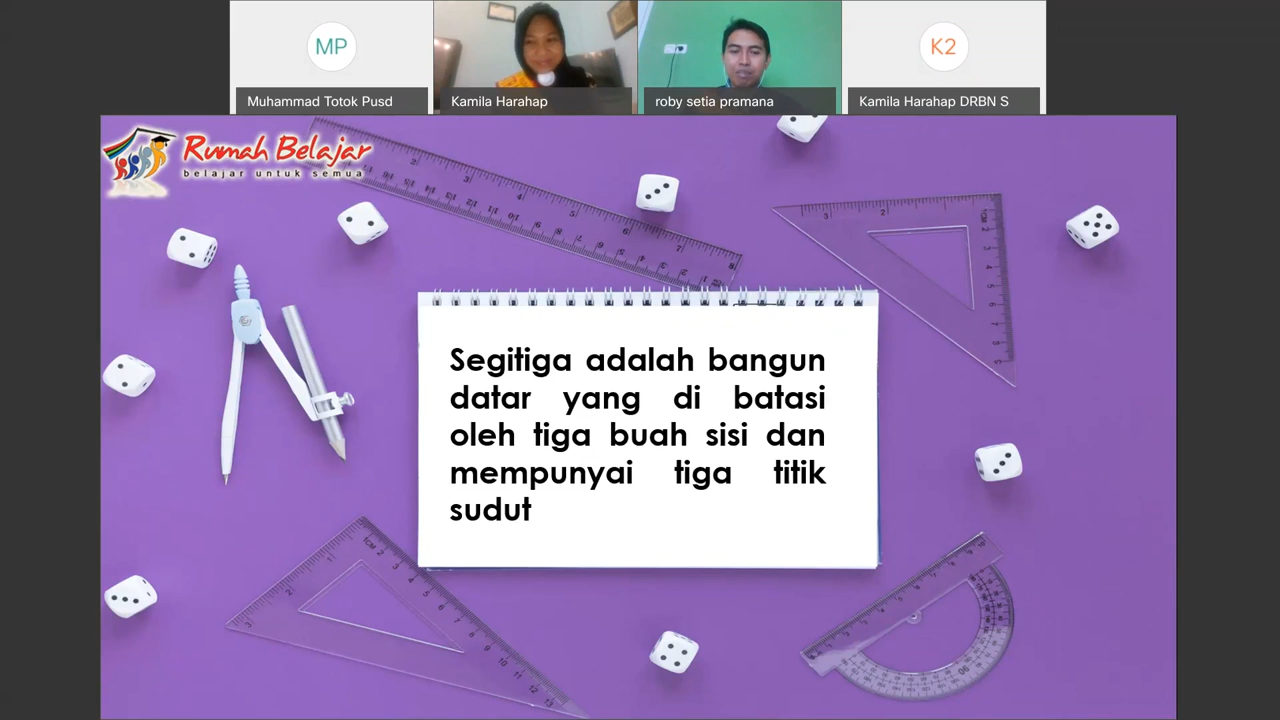 MP
K2
Muhammad Totok Pusd
Kamila Harahap
roby setia pramana
Kamila Harahap DRBN S
Rumah Belajar
belajar untuk semua
Segitiga adalah bangun
datar yang di batasi
oleh tiga buah sisi dan
mempunyai tiga titik
sudut